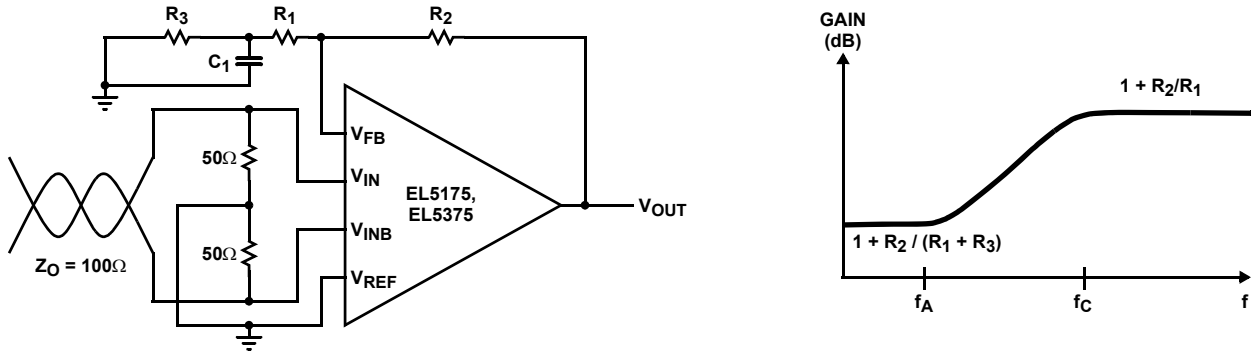 R3
R1
R2
C1
VFB
50Ω
VIN
EL5175,
EL5375
VOUT
VINB
50Ω
ZO = 100Ω
VREF
GAIN
(dB)
1 + R2/R1
1 + R2 / (R1 + R3)
fA
fC
f